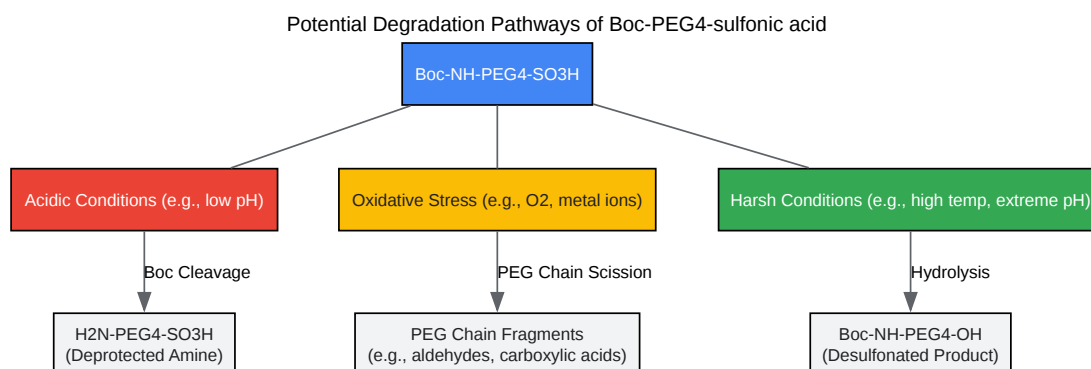 Potential Degradation Pathways of Boc-PEG4-sulfonic acid
Boc-NH-PEG4-SO3H
Acidic Conditions (e.g., low pH)
Oxidative Stress (e.g., O2, metal ions)
Harsh Conditions (e.g., high temp, extreme pH)
Boc Cleavage
PEG Chain Scission
Hydrolysis
H2N-PEG4-SO3H
(Deprotected Amine)
PEG Chain Fragments
(e.g., aldehydes, carboxylic acids)
Boc-NH-PEG4-OH
(Desulfonated Product)